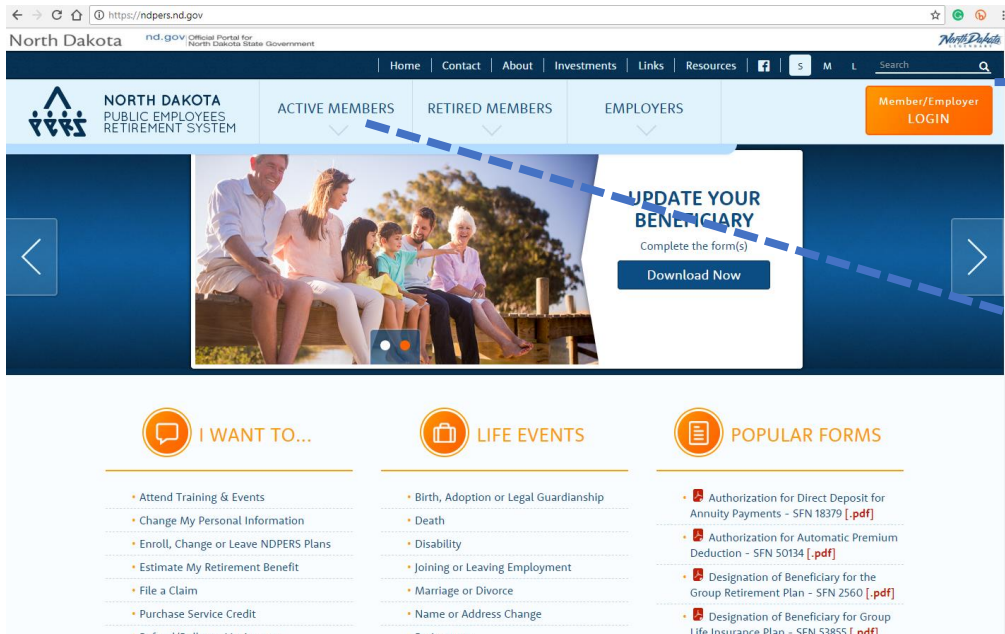 https://ndpers.nd.gov
North Dakota nd.gov Official Portal for
North Dakota State Government
North Dakota
LEGENDARY
Home | Contact | About | Investments | Links | Resources | f | S M L Search
NORTH DAKOTA
PUBLIC EMPLOYEES
RETIREMENT SYSTEM
PERS
ACTIVE MEMBERS
RETIRED MEMBERS
EMPLOYERS
Member/Employer
LOGIN
UPDATE YOUR
BENEFICIARY
Complete the form(s)
Download Now
I WANT TO...
• Attend Training & Events
• Change My Personal Information
• Enroll, Change or Leave NDPERS Plans
• Estimate My Retirement Benefit
• File a Claim
• Purchase Service Credit
LIFE EVENTS
• Birth, Adoption or Legal Guardianship
• Death
• Disability
• Joining or Leaving Employment
• Marriage or Divorce
• Name or Address Change
POPULAR FORMS
• Authorization for Direct Deposit for
Annuity Payments - SFN 18379 [.pdf]
• Authorization for Automatic Premium
Deduction - SFN 50134 [.pdf]
• Designation of Beneficiary for the
Group Retirement Plan - SFN 2560 [.pdf]
• Designation of Beneficiary for Group
Life Insurance Plan - SFN 53855 [.pdf]